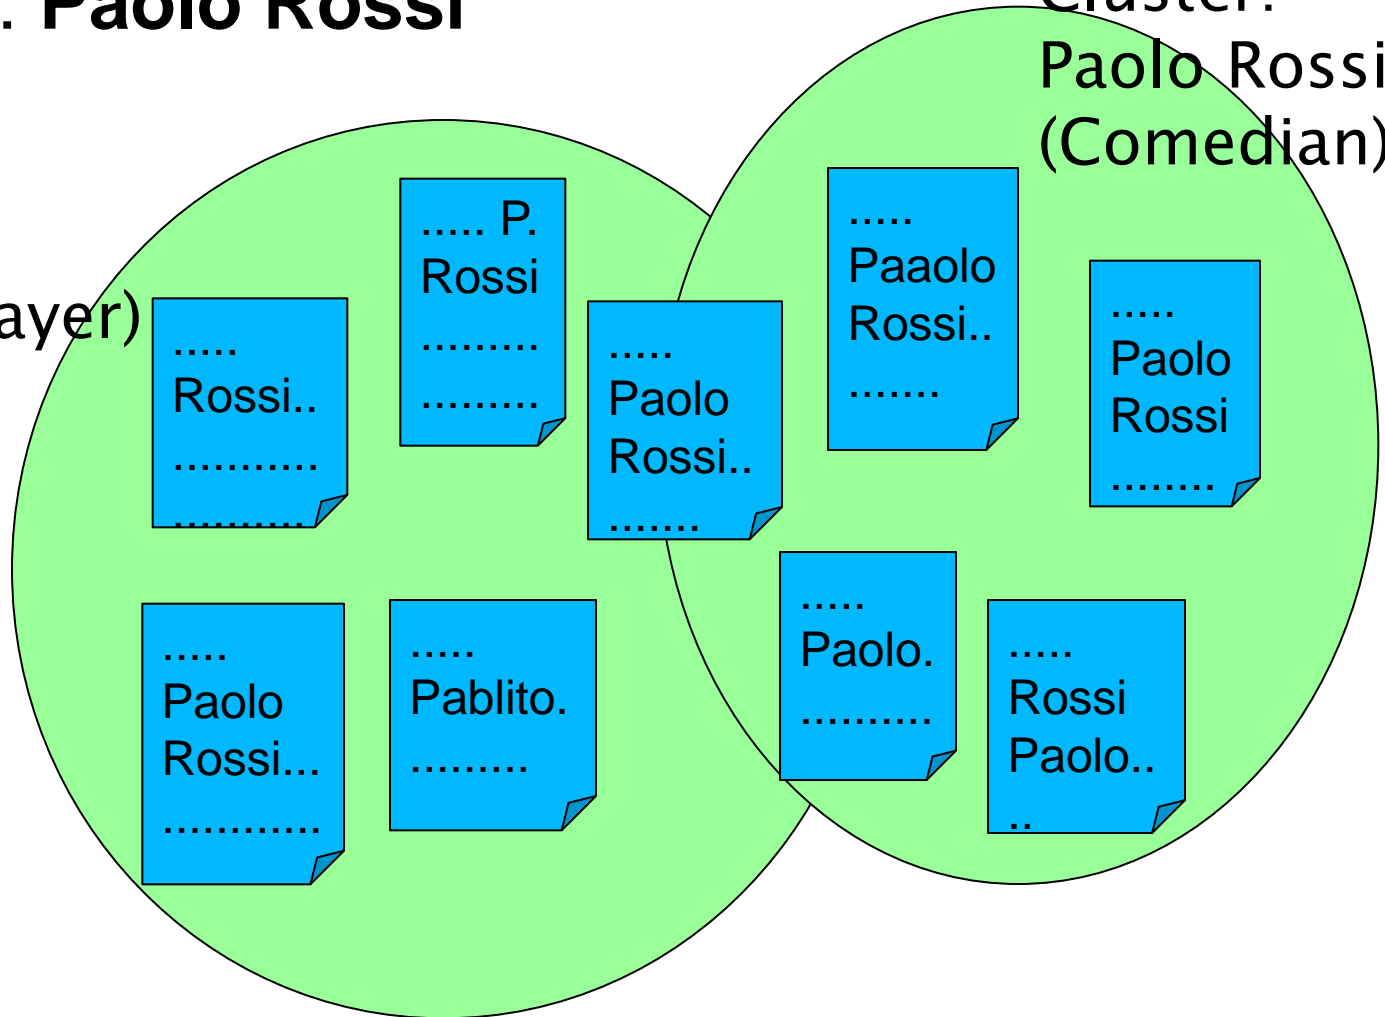 . Paolo Rossi
Cluster:
Paolo Rossi
(Comedian)
ayer)
..... P.
Rossi
.........
.........
.....
Rossi..
...........
..........
.....
Paolo
Rossi..
.......
.....
Paaolo
Rossi..
.......
.....
Paolo
Rossi
........
.....
Paolo
Rossi...
............
.....
Pablito.
.........
.....
Paolo.
..........
.....
Rossi
Paolo..
..